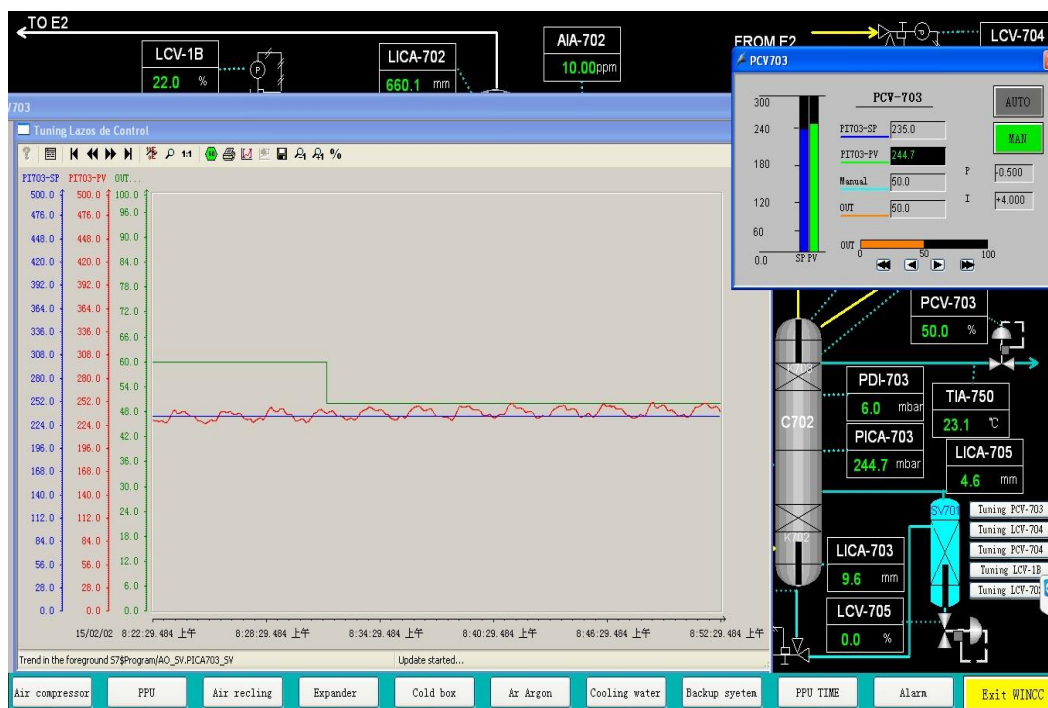 TO E2
LCV-1B
22.0 %
P
LICA-702
660.1 mm
AIA-702
10.00ppm
FROM E2
P
LCV-704
PCV703
PCV-703
AUTO
MAN
300
240
180
120
60
0.0
SP PV
PI703-SP 235.0
PI703-PV 244.7
Manual 50.0
OUT 50.0
P -0.500
I +4.000
OUT
0 50 100
703
Tuning Lazos de Control
1:1
%
PI703-SP PI703-PV OUT...
500.0 500.0 100.0
476.0 476.0 96.0
448.0 448.0 90.0
420.0 420.0 84.0
392.0 392.0 78.0
364.0 364.0 72.0
336.0 336.0 66.0
308.0 308.0 60.0
280.0 280.0 54.0
252.0 252.0 48.0
224.0 224.0 42.0
196.0 196.0 36.0
168.0 168.0 30.0
140.0 140.0 24.0
112.0 112.0 18.0
84.0 84.0 12.0
56.0 56.0 6.0
28.0 28.0 0.0
0.0 0.0
15/02/02 8:22:29.484 上午 8:28:29.484 上午 8:34:29.484 上午 8:40:29.484 上午 8:46:29.484 上午 8:52:29.484 上午
Trend in the foreground S7$Program/AO_SV.PICA703_SV Update started...
PCV-703
50.0 %
K703
C702
K702
PDI-703
6.0 mbar
PICA-703
244.7 mbar
TIA-750
23.1 ℃
LICA-705
4.6 mm
SV701
Tuning PCV-703
Tuning LCV-704
Tuning PCV-704
Tuning LCV-1B
Tuning LCV-702
LICA-703
9.6 mm
LCV-705
0.0 %
Air compressor
PPU
Air recling
Expander
Cold box
Ar Argon
Cooling water
Backup syetem
PPU TIME
Alarm
Exit WINCC